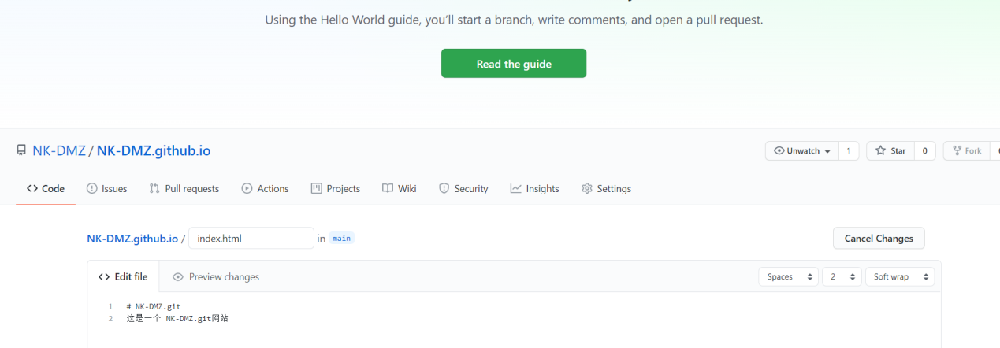 Using the Hello World guide, you’ll start a branch, write comments, and open a pull request.
Read the guide
NK-DMZ / NK-DMZ.github.io
Unwatch 1 Star 0 Fork
Code Issues Pull requests Actions Projects Wiki Security Insights Settings
NK-DMZ.github.io / index.html in main Cancel Changes
Edit file Preview changes Spaces 2 Soft wrap
1 # NK-DMZ.git
2 这是一个 NK-DMZ.git网站